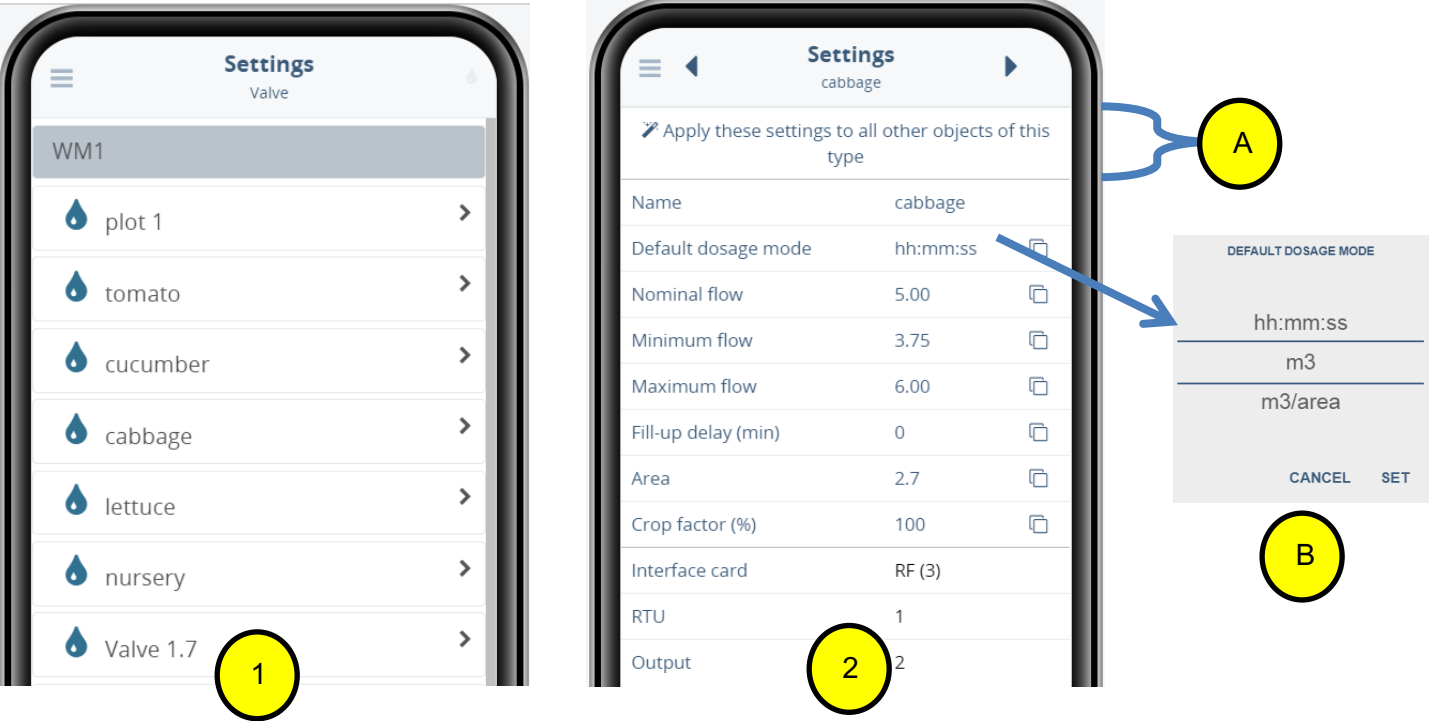 Settings
Valve
WM1
plot 1
tomato
cucumber
cabbage
lettuce
nursery
Valve 1.7
1
Settings
cabbage
Apply these settings to all other objects of this
type
Name cabbage
Default dosage mode hh:mm:ss
Nominal flow 5.00
Minimum flow 3.75
Maximum flow 6.00
Fill-up delay (min) 0
Area 2.7
Crop factor (%) 100
Interface card RF (3)
RTU 1
Output 2
2
A
DEFAULT DOSAGE MODE
hh:mm:ss
m3
m3/area
CANCEL SET
B